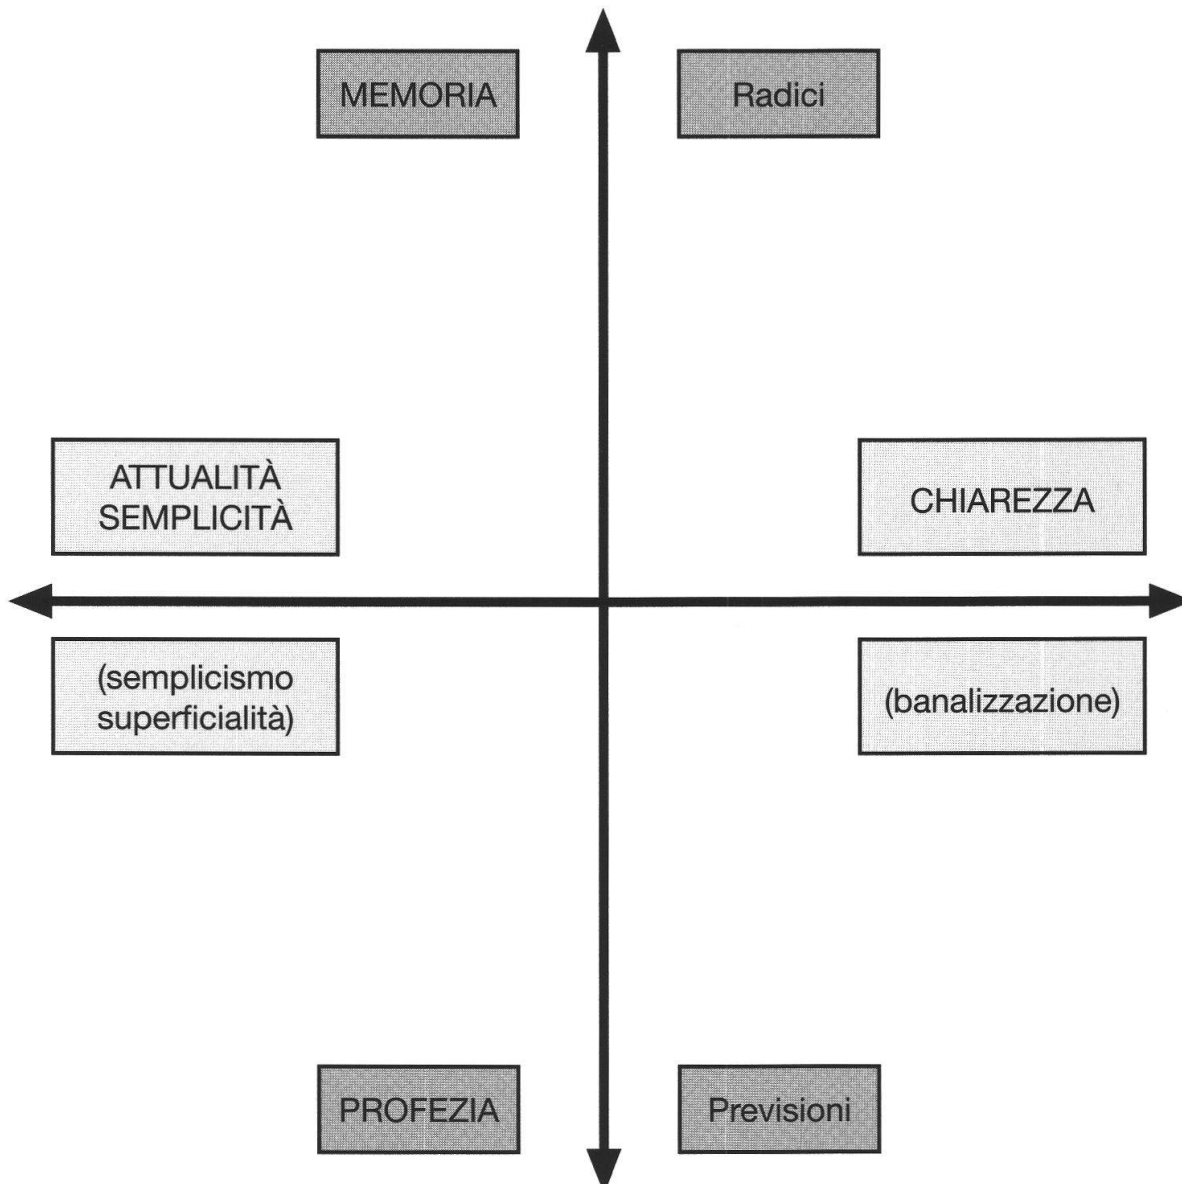 MEMORIA
Radici
ATTUALITÀ
SEMPLICITÀ
CHIAREZZA
(semplicismo
superficialità)
(banalizzazione)
PROFEZIA
Previsioni